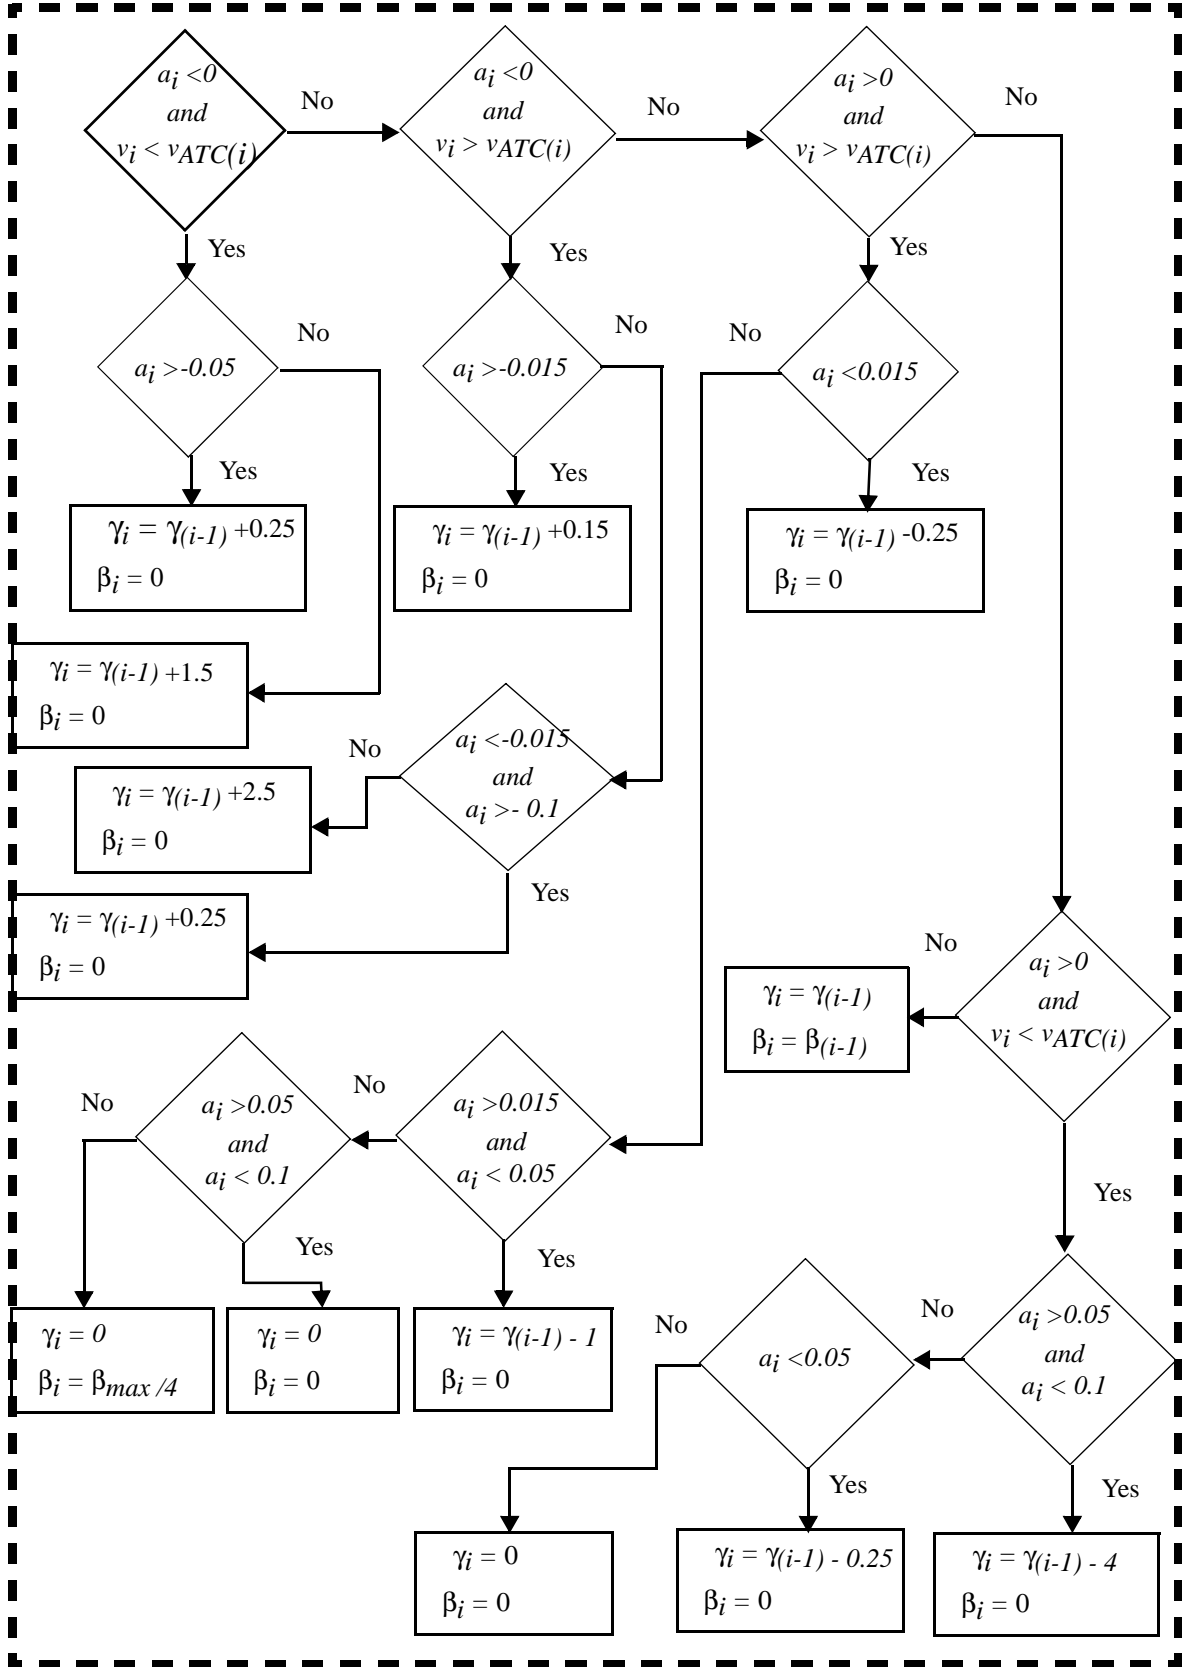 a_i <0
and
v_i < v_ATC(i)
No
a_i <0
and
v_i > v_ATC(i)
No
a_i >0
and
v_i > v_ATC(i)
No
Yes
Yes
Yes
a_i >-0.05
No
a_i >-0.015
No
No
a_i <0.015
Yes
Yes
Yes
γ_i = γ_(i-1) +0.25
β_i = 0
γ_i = γ_(i-1) +0.15
β_i = 0
γ_i = γ_(i-1) -0.25
β_i = 0
γ_i = γ_(i-1) +1.5
β_i = 0
No
a_i <-0.015
and
a_i >- 0.1
γ_i = γ_(i-1) +2.5
β_i = 0
Yes
γ_i = γ_(i-1) +0.25
β_i = 0
No
a_i >0
and
v_i < v_ATC(i)
γ_i = γ_(i-1)
β_i = β_(i-1)
No
a_i >0.05
and
a_i < 0.1
No
a_i >0.015
and
a_i < 0.05
Yes
Yes
Yes
γ_i = 0
β_i = β_max /4
γ_i = 0
β_i = 0
γ_i = γ_(i-1) - 1
β_i = 0
No
a_i <0.05
No
a_i >0.05
and
a_i < 0.1
Yes
Yes
γ_i = 0
β_i = 0
γ_i = γ_(i-1) - 0.25
β_i = 0
γ_i = γ_(i-1) - 4
β_i = 0